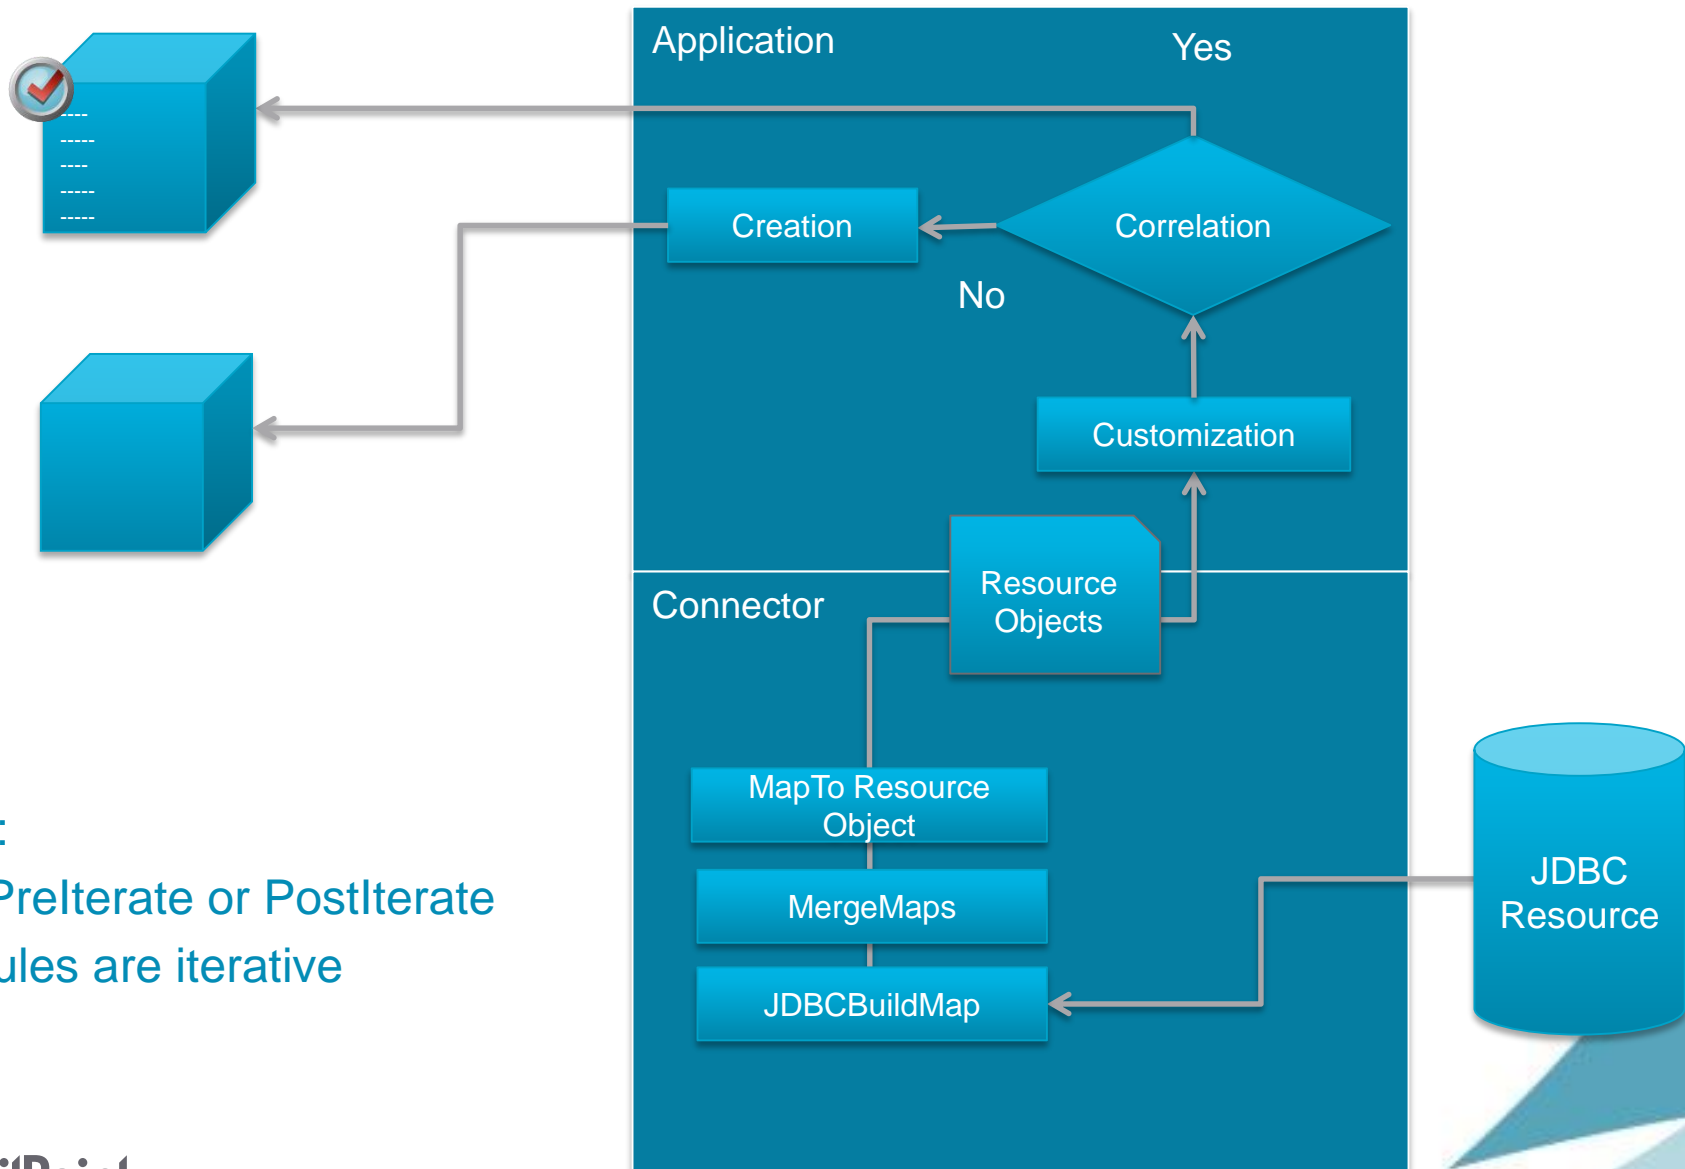 Application
Yes
----
-----
----
-----
-----
Creation
Correlation
No
Customization
Resource
Objects
Connector
MapTo Resource
Object
:
PreIterate or PostIterate
MergeMaps
are iterative
JDBCBuildMap
JDBC
Resource